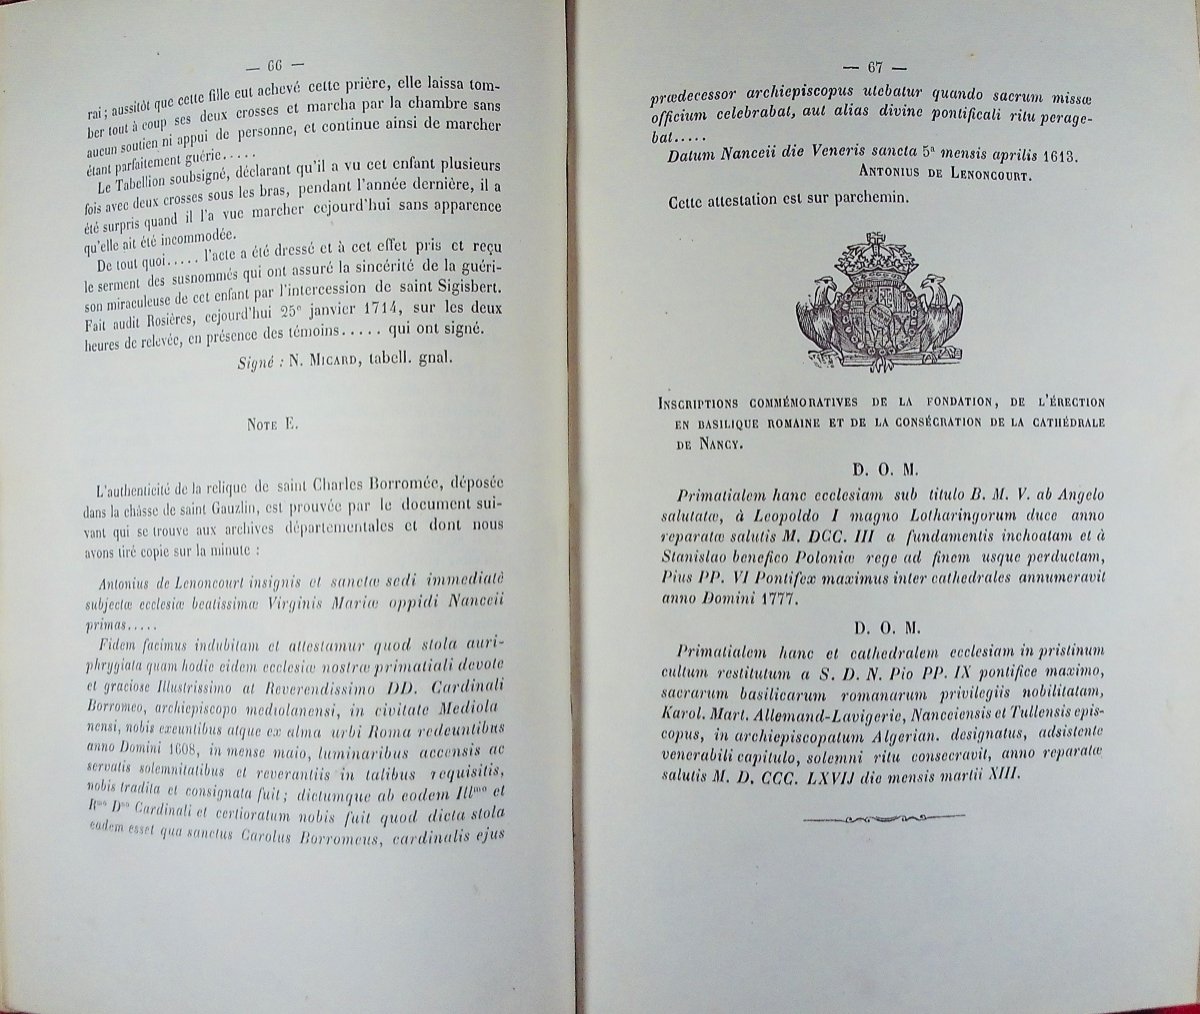 — 66 —
rai ; aussitôt que cette fille eut achevé cette prière, elle laissa tom-
ber tout à coup ses deux crosses et marcha par la chambre sans
aucun soutien ni appui de personne, et continue ainsi de marcher
étant parfaitement guérie.....
Le Tabellion soubsigné, déclarant qu'il a vu cet enfant plusieurs
fois avec deux crosses sous les bras, pendant l'année dernière, il a
été surpris quand il l'a vue marcher cejourd'hui sans apparence
qu'elle ait été incommodée.
De tout quoi..... l'acte a été dressé et à cet effet pris et reçu
le serment des susnommés qui ont assuré la sincérité de la guéri-
son miraculeuse de cet enfant par l'intercession de saint Sigisbert.
Fait audit Rosières, cejourd'hui 25e janvier 1714, sur les deux
heures de relevée, en présence des témoins..... qui ont signé.
Signé : N. MICARD, tabell. gnal.
NOTE E.
L'authenticité de la relique de saint Charles Borromée, déposée
dans la châsse de saint Gauzlin, est prouvée par le document sui-
vant qui se trouve aux archives départementales et dont nous
avons tiré copie sur la minute :
Antonius de Lenoncourt insignis et sanctæ sedi immediatè
subjectæ ecclesiæ beatissimæ Virginis Mariæ oppidi Nanceii
primas.....
Fidem facimus indubitam et attestamur quod stola auri-
phrygiata quam hodie eidem ecclesiæ nostræ primatiali devote
et graciose Illustrissimo at Reverendissimo DD. Cardinali
Borromeo, archiepiscopo mediolanensi, in civitate Mediola
nensi, nobis exeuntibus atque ex alma urbi Roma redeuntibus
anno Domini 1608, in mense maio, luminaribus accensis ac
servatis solemnitatibus et reverantiis in talibus requisitis,
nobis tradita et consignata fuit ; dictumque ab eodem Illmo et
Rmo Dno Cardinali et certioratum nobis fuit quod dicta stola
eadem esset qua sanctus Carolus Borromeus, cardinalis ejus
— 67 —
prædecessor archiepiscopus utebatur quando sacrum missæ
officium celebrabat, aut alias divine pontificali ritu perage-
bat.....
Datum Nanceii die Veneris sancta 5a mensis aprilis 1613.
ANTONIUS DE LENONCOURT.
Cette attestation est sur parchemin.
INSCRIPTIONS COMMÉMORATIVES DE LA FONDATION, DE L'ÉRECTION
EN BASILIQUE ROMAINE ET DE LA CONSÉCRATION DE LA CATHÉDRALE
DE NANCY.
D. O. M.
Primatialem hanc ecclesiam sub titulo B. M. V. ab Angelo
salutatæ, à Leopoldo I magno Lotharingorum duce anno
reparatæ salutis M. DCC. III a fundamentis inchoatam et à
Stanislao benefico Poloniæ rege ad finem usque perductam,
Pius PP. VI Pontifex maximus inter cathedrales annumeravit
anno Domini 1777.
D. O. M.
Primatialem hanc et cathedralem ecclesiam in pristinum
cultum restitutum a S. D. N. Pio PP. IX pontifice maximo,
sacrarum basilicarum romanarum privilegiis nobilitatam,
Karol. Mart. Allemand-Lavigerie, Nanceiensis et Tullensis epis-
copus, in archiepiscopatum Algerian. designatus, adsistente
venerabili capitulo, solemni ritu consecravit, anno reparatæ
salutis M. D. CCC. LXVIJ die mensis martii XIII.